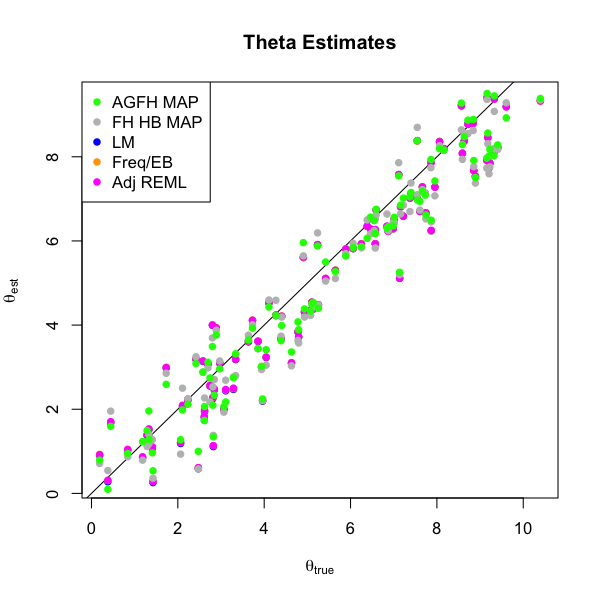 Theta Estimates
AGFH MAP
FH HB MAP
LM
Freq/EB
Adj REML
θest
0 2 4 6 8
0 2 4 6 8 10
θtrue